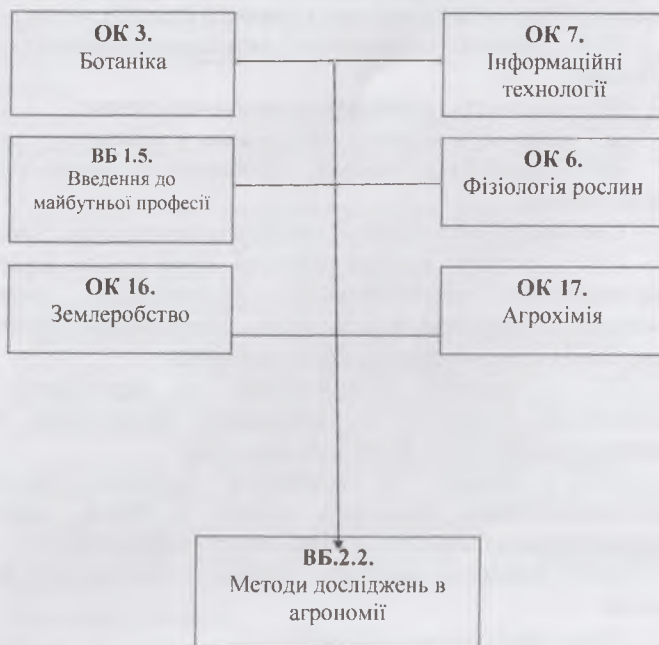 ОК 3.
Ботаніка
ОК 7.
Інформаційні
технології
ВБ 1.5.
Введення до
майбутньої професії
ОК 6.
Фізіологія рослин
ОК 16.
Землеробство
ОК 17.
Агрохімія
ВБ.2.2.
Методи досліджень в
агрономії